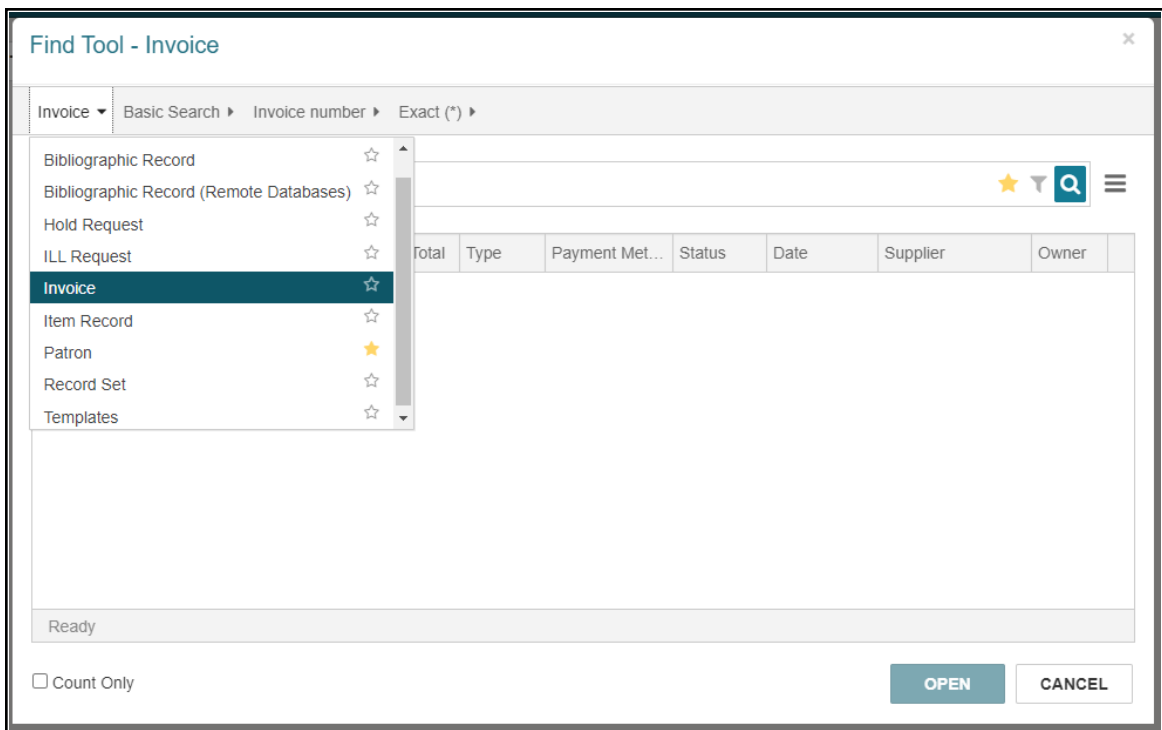 Find Tool - Invoice
×
Invoice Basic Search Invoice number Exact (*)
Bibliographic Record
Bibliographic Record (Remote Databases)
Hold Request
ILL Request
Invoice
Item Record
Patron
Record Set
Templates
Total Type Payment Met... Status Date Supplier Owner
Ready
Count Only
OPEN CANCEL